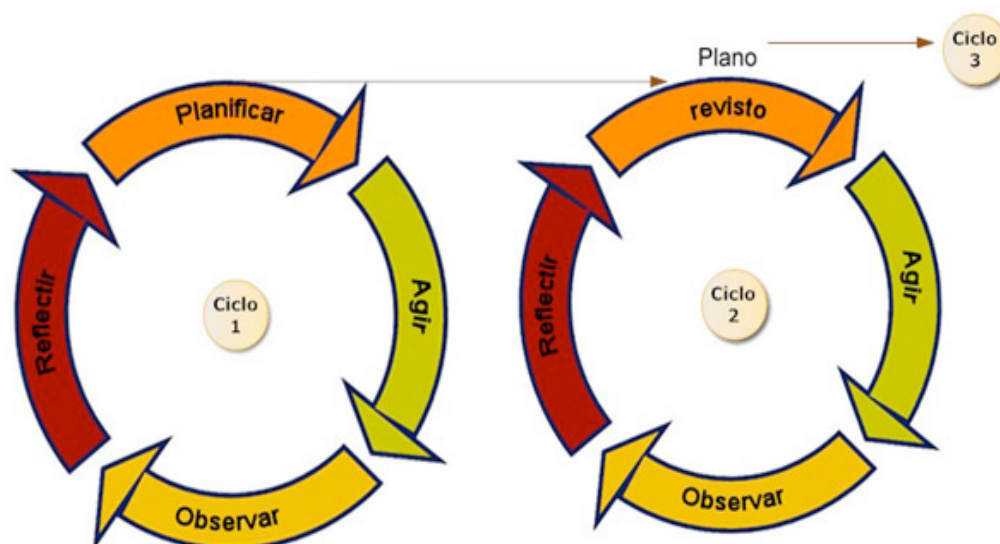 Planificar
Agir
Observar
Reflectir
Ciclo
1
Plano
revisto
Agir
Observar
Reflectir
Ciclo
2
Ciclo
3